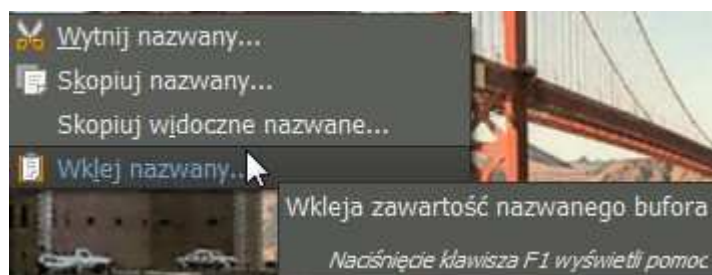 Wytnij nazwany...
Skopiuj nazwany...
Skopiuj widoczne nazwane...
Wklej nazwany...
Wkleja zawartość nazwanego bufora
Naciśnięcie klawisza F1 wyświetli pomoc